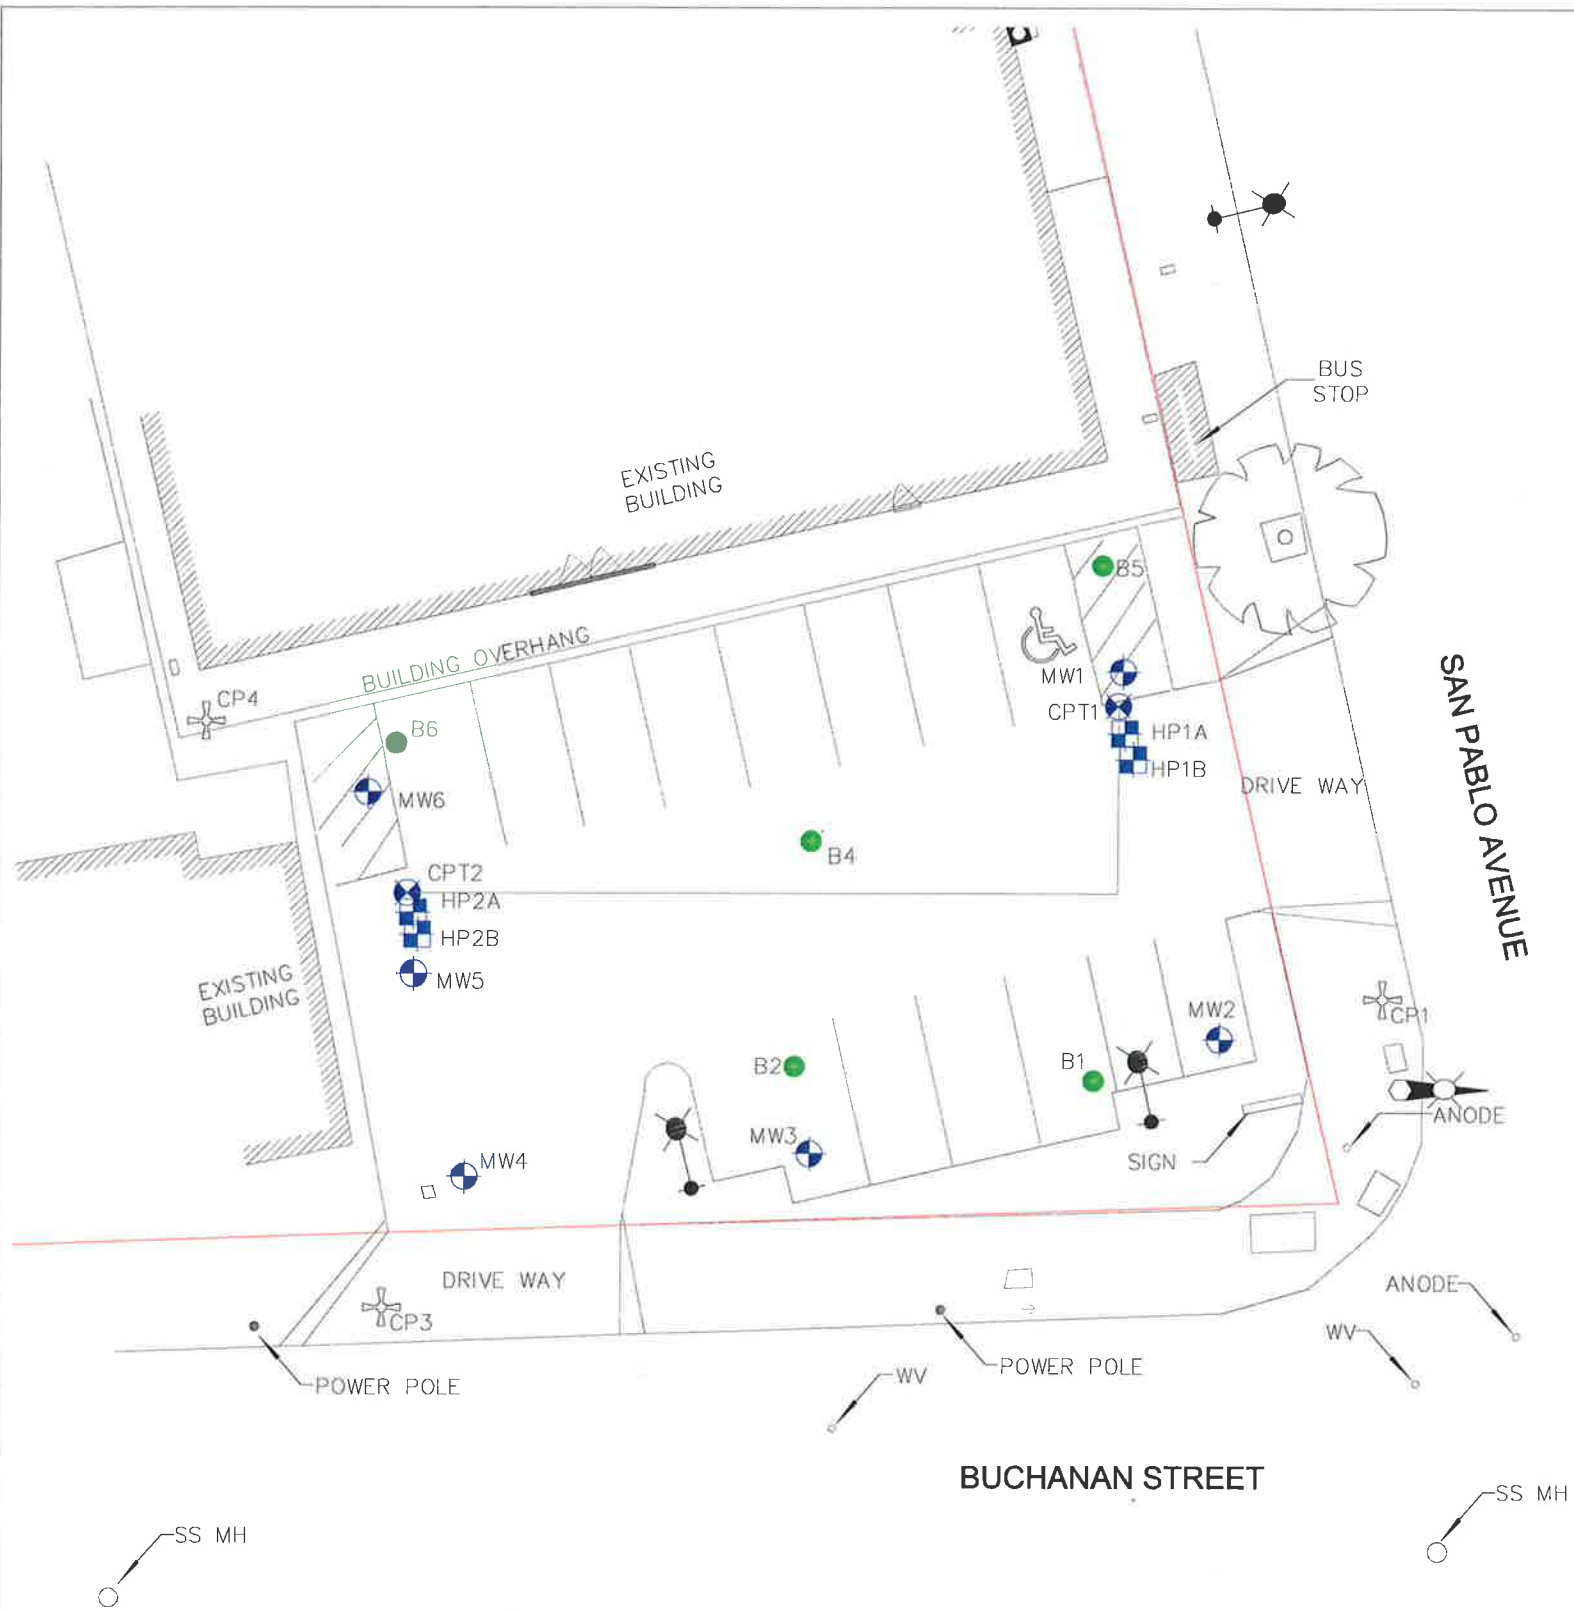 BUS
STOP
EXISTING
BUILDING
B5
BUILDING OVERHANG
MW1
CP4
CPT1
B6
HP1A
HP1B
SAN PABLO AVENUE
DRIVE WAY
MW6
B4
CPT2
HP2A
HP2B
MW5
EXISTING
BUILDING
MW2
CP1
B2
B1
ANODE
MW3
SIGN
MW4
DRIVE WAY
ANODE
CP3
WV
POWER POLE
POWER POLE
WV
BUCHANAN STREET
SS MH
SS MH